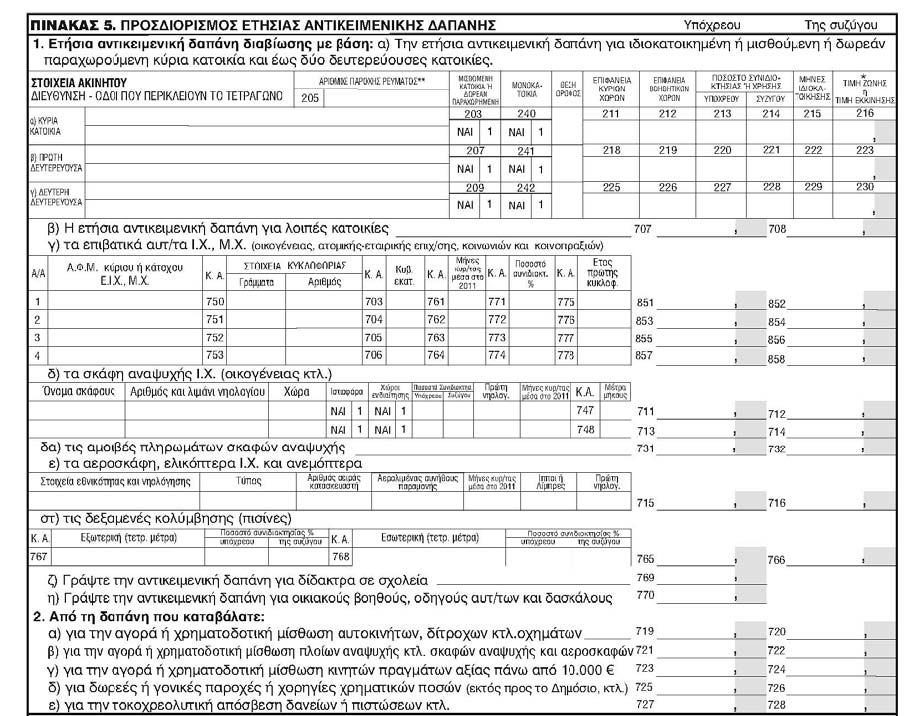 ΠΙΝΑΚΑΣ 5. ΠΡΟΣΔΙΟΡΙΣΜΟΣ ΕΤΗΣΙΑΣ ΑΝΤΙΚΕΙΜΕΝΙΚΗΣ ΔΑΠΑΝΗΣ Υπόχρεου Της συζύγου
1. Ετήσια αντικειμενική δαπάνη διαβίωσης με βάση: α) Την ετήσια αντικειμενική δαπάνη για ιδιοκατοικημένη ή μισθούμενη ή δωρεάν
παραχωρούμενη κύρια κατοικία και έως δύο δευτερεύουσες κατοικίες.
ΣΤΟΙΧΕΙΑ ΑΚΙΝΗΤΟΥ
ΔΙΕΥΘΥΝΣΗ - ΟΔΟΙ ΠΟΥ ΠΕΡΙΚΛΕΙΟΥΝ ΤΟ ΤΕΤΡΑΓΩΝΟ
ΑΡΙΘΜΟΣ ΠΑΡΟΧΗΣ ΡΕΥΜΑΤΟΣ**
205
ΜΙΣΘΩΜΕΝΗ
ΚΑΤΟΙΚΙΑ Ή
ΔΩΡΕΑΝ
ΠΑΡΑΧΩΡΗΜΕΝΗ
ΜΟΝΟΚΑ-
ΤΟΙΚΙΑ
ΘΕΣΗ
ΟΡΟΦΟΣ
ΕΠΙΦΑΝΕΙΑ
ΚΥΡΙΩΝ
ΧΩΡΩΝ
ΕΠΙΦΑΝΕΙΑ
ΒΟΗΘΗΤΙΚΩΝ
ΧΩΡΩΝ
ΠΟΣΟΣΤΟ ΣΥΝΙΔΙΟ-
ΚΤΗΣΙΑΣ Ή ΧΡΗΣΗΣ
ΥΠΟΧΡΕΟΥ ΣΥΖΥΓΟΥ
ΜΗΝΕΣ
ΙΔΙΟΚΑ-
ΤΟΙΚΗΣΗΣ
*
ΤΙΜΗ ΖΩΝΗΣ
ή
ΤΙΜΗ ΕΚΚΙΝΗΣΗΣ
α) ΚΥΡΙΑ
ΚΑΤΟΙΚΙΑ
203 240 211 212 213 214 215 216
ΝΑΙ 1 ΝΑΙ 1 ,
β) ΠΡΩΤΗ
ΔΕΥΤΕΡΕΥΟΥΣΑ
207 241 218 219 220 221 222 223
ΝΑΙ 1 ΝΑΙ 1 ,
γ) ΔΕΥΤΕΡΗ
ΔΕΥΤΕΡΕΥΟΥΣΑ
209 242 225 226 227 228 229 230
ΝΑΙ 1 ΝΑΙ 1 ,
β) Η ετήσια αντικειμενική δαπάνη για λοιπές κατοικίες 707 , 708 ,
γ) τα επιβατικά αυτ/τα Ι.Χ., Μ.Χ. (οικογένειας, ατομικής-εταιρικής επιχ/σης, κοινωνιών και κοινοπραξιών)
Α/Α
Α.Φ.Μ. κύριου ή κάτοχου
Ε.Ι.Χ., Μ.Χ.
Κ. Α.
ΣΤΟΙΧΕΙΑ ΚΥΚΛΟΦΟΡΙΑΣ
Γράμματα Αριθμός
Κ. Α.
Κυβ.
εκατ.
Κ. Α.
Μήνες
κυρ/τας
μέσα στο
2011
Κ. Α.
Ποσοστό
συνιδιοκτ.
%
Κ. Α.
Ετος
πρώτης
κυκλοφ.
1 750 703 761 771 775 851 , 852 ,
2 751 704 762 772 776 853 , 854 ,
3 752 705 763 773 777 855 , 856 ,
4 753 706 764 774 778 857 , 858 ,
δ) τα σκάφη αναψυχής Ι.Χ. (οικογένειας κτλ.)
Όνομα σκάφους Αριθμός και λιμάνι νηολογίου Χώρα Ιστιοφόρα
Χώροι
ενδιαίτησης
Ποσοστό Συνιδιοκτησ.
Υπόχρεου Συζύγου
Πρώτη
νηολογ.
Μήνες κυρ/τας
μέσα στο 2011
Κ.Α.
Μέτρα
μήκους
ΝΑΙ 1 ΝΑΙ 1 747 711 , 712 ,
ΝΑΙ 1 ΝΑΙ 1 748 713 , 714 ,
δα) τις αμοιβές πληρωμάτων σκαφών αναψυχής 731 , 732 ,
ε) τα αεροσκάφη, ελικόπτερα Ι.Χ. και ανεμόπτερα
Στοιχεία εθνικότητας και νηολόγησης Τύπος
Αριθμός σειράς
κατασκευαστή
Αερολιμένας συνήθους
παραμονής
Μήνες κυρ/τας
μέσα στο 2011
Ίπποι ή
Λίμπρες
Πρώτη
νηολογ.
715 , 716 ,
στ) τις δεξαμενές κολύμβησης (πισίνες)
Κ. Α. Εξωτερική (τετρ. μέτρα)
Ποσοστό συνιδιοκτησίας %
υπόχρεου της συζύγου
Κ. Α. Εσωτερική (τετρ. μέτρα)
Ποσοστό συνιδιοκτησίας %
υπόχρεου της συζύγου
767 768 765 , 766 ,
ζ) Γράψτε την αντικειμενική δαπάνη για δίδακτρα σε σχολεία 769 ,
η) Γράψτε την αντικειμενική δαπάνη για οικιακούς βοηθούς, οδηγούς αυτ/των και δασκάλους 770 ,
2. Από τη δαπάνη που καταβάλατε:
α) για την αγορά ή χρηματοδοτική μίσθωση αυτοκινήτων, δίτροχων κτλ.οχημάτων 719 , 720 ,
β) για την αγορά ή χρηματοδοτική μίσθωση πλοίων αναψυχής κτλ. σκαφών αναψυχής και αεροσκαφών 721 , 722 ,
γ) για την αγορά ή χρηματοδοτική μίσθωση κινητών πραγμάτων αξίας πάνω από 10.000 € 723 , 724 ,
δ) για δωρεές ή γονικές παροχές ή χορηγίες χρηματικών ποσών (εκτός προς το Δημόσιο, κτλ.) 725 , 726 ,
ε) για την τοκοχρεολυτική απόσβεση δανείων ή πιστώσεων κτλ. 727 , 728 ,